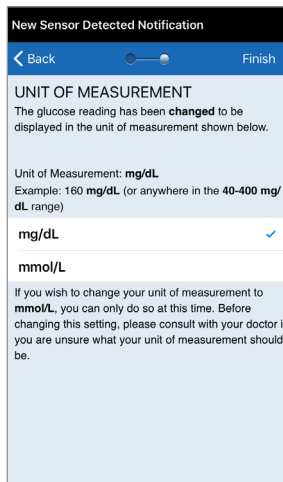 New Sensor Detected Notification
Back Finish
UNIT OF MEASUREMENT
The glucose reading has been changed to be
displayed in the unit of measurement shown below.
Unit of Measurement: mg/dL
Example: 160 mg/dL (or anywhere in the 40-400 mg/
dL range)
mg/dL
mmol/L
If you wish to change your unit of measurement to
mmol/L, you can only do so at this time. Before
changing this setting, please consult with your doctor i
you are unsure what your unit of measurement should
be.